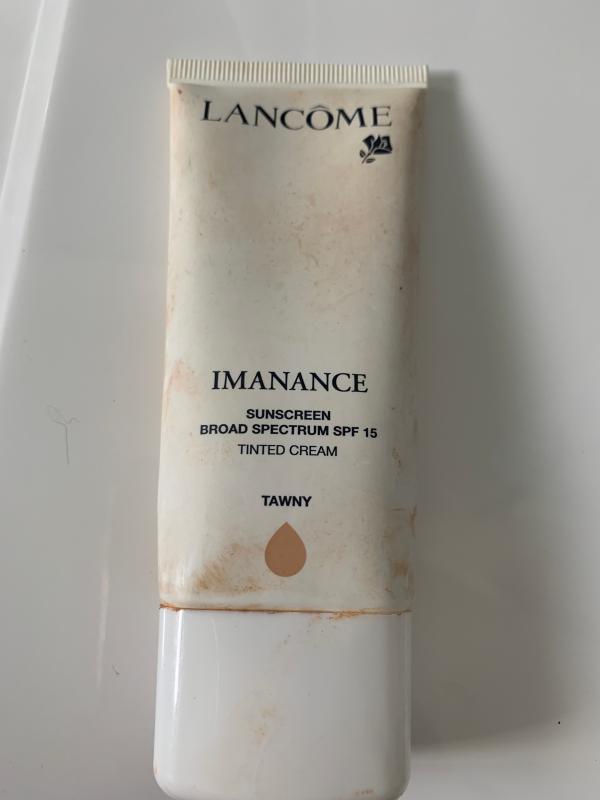 LANCÔME
IMANANCE
SUNSCREEN
BROAD SPECTRUM SPF 15
TINTED CREAM
TAWNY